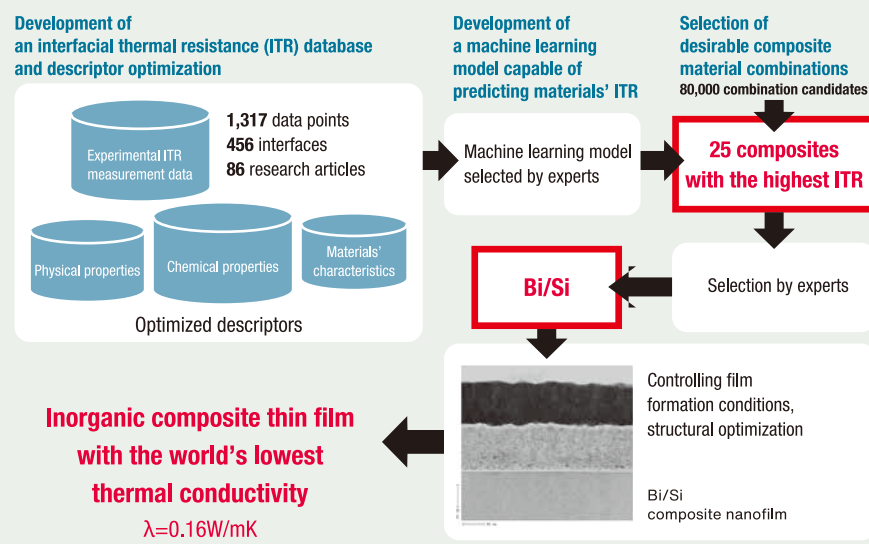 Development of
an interfacial thermal resistance (ITR) database
and descriptor optimization
1,317 data points
456 interfaces
86 research articles
Experimental ITR
measurement data
Physical properties
Chemical properties
Materials'
characteristics
Optimized descriptors
Development of
a machine learning
model capable of
predicting materials' ITR
Machine learning model
selected by experts
Selection of
desirable composite
material combinations
80,000 combination candidates
25 composites
with the highest ITR
Selection by experts
Bi/Si
Controlling film
formation conditions,
structural optimization
Bi/Si
composite nanofilm
Inorganic composite thin film
with the world's lowest
thermal conductivity
λ=0.16W/mK